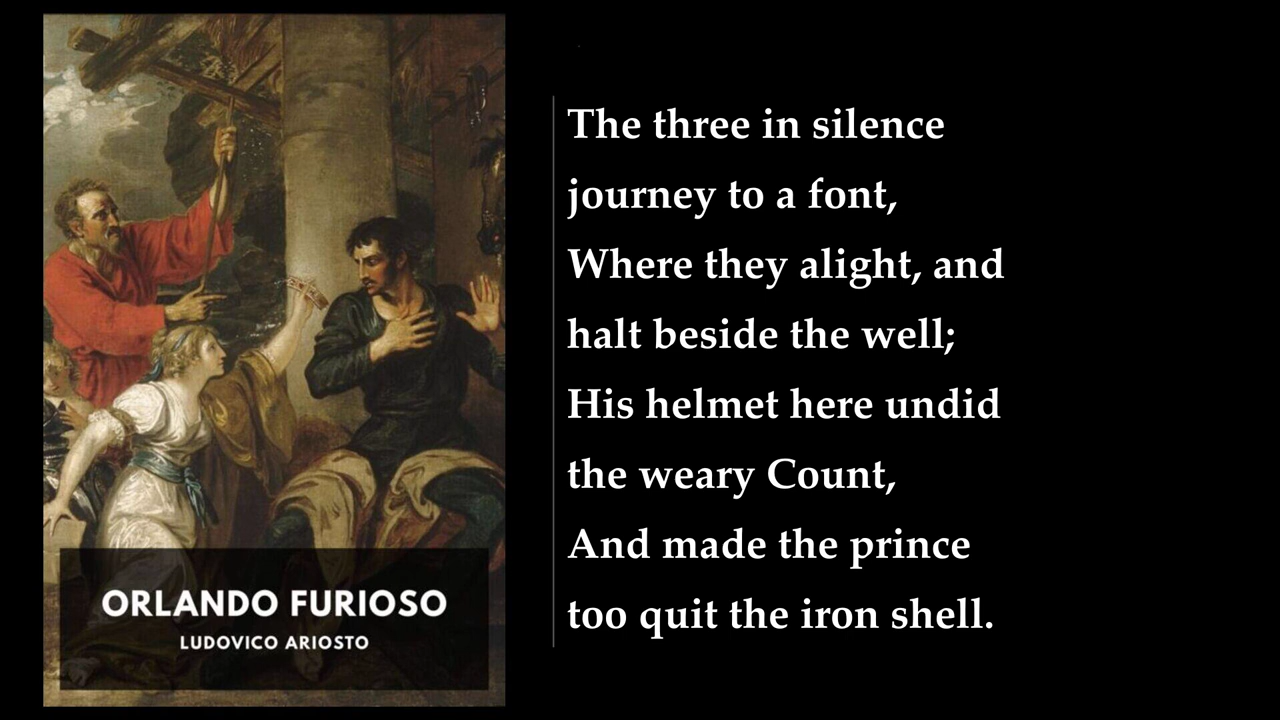 ORLANDO FURIOSO
LUDOVICO ARIOSTO
The three in silence
journey to a font,
Where they alight, and
halt beside the well;
His helmet here undid
the weary Count,
And made the prince
too quit the iron shell.